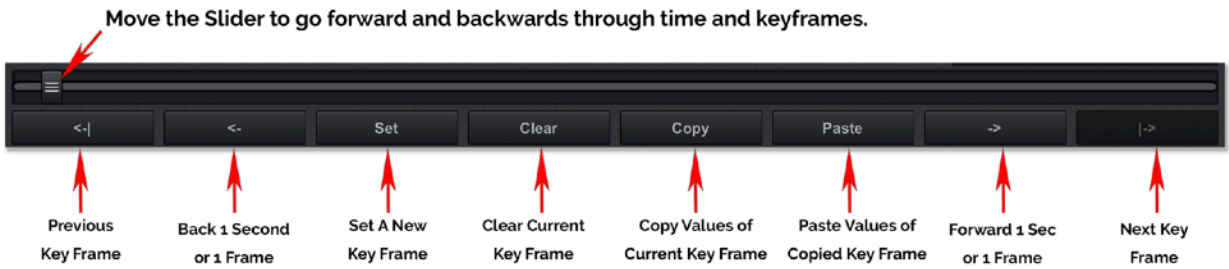 Move the Slider to go forward and backwards through time and keyframes.
<-| <- Set Clear Copy Paste -> |->
Previous Key Frame
Back 1 Second or 1 Frame
Set A New Key Frame
Clear Current Key Frame
Copy Values of Current Key Frame
Paste Values of Copied Key Frame
Forward 1 Sec or 1 Frame
Next Key Frame